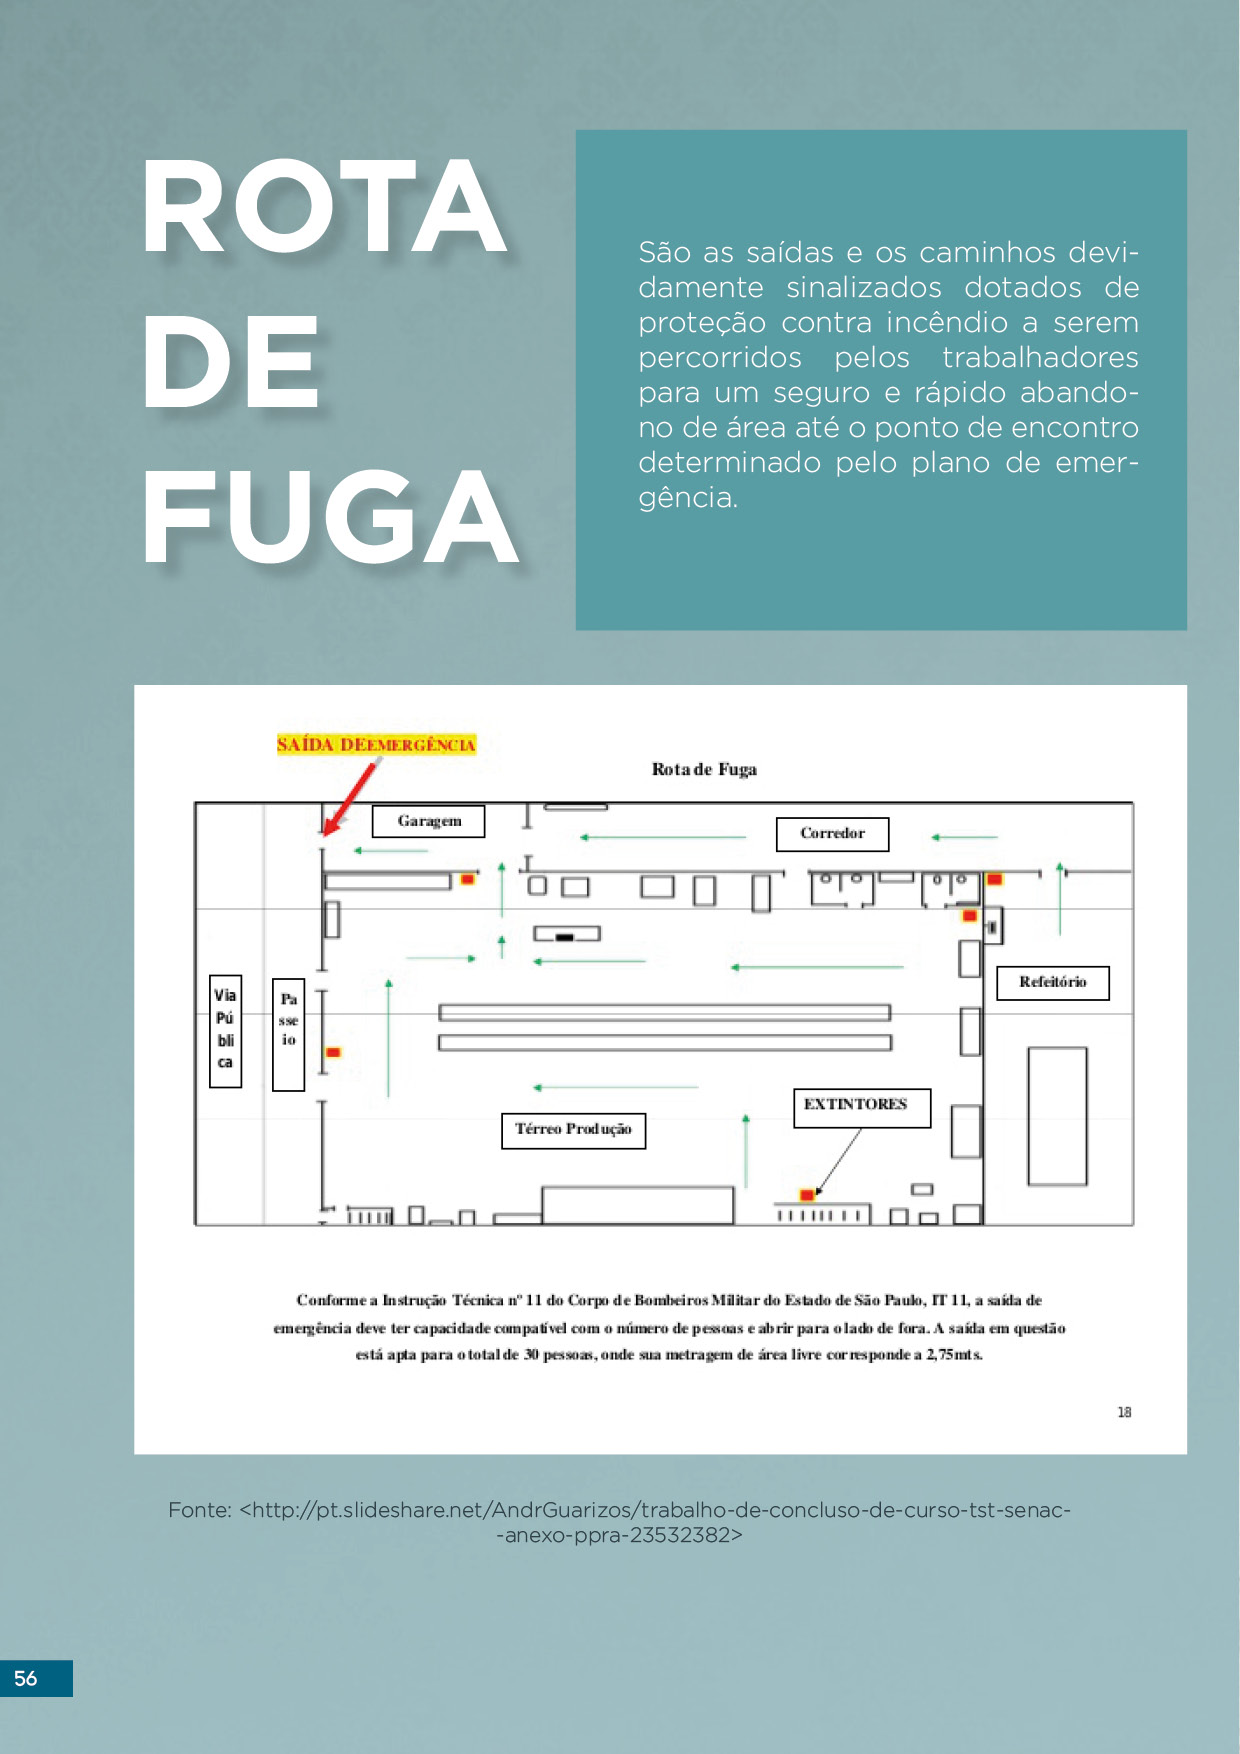 ROTA
DE
FUGA
São as saídas e os caminhos devi-
damente sinalizados dotados de
proteção contra incêndio a serem
percorridos pelos trabalhadores
para um seguro e rápido abando-
no de área até o ponto de encontro
determinado pelo plano de emer-
gência.
SAÍDA DEEMERGÊNCIA
Rota de Fuga
Garagem
Corredor
Via
Pú
bli
ca
Pa
sse
io
Refeitório
EXTINTORES
Térreo Produção
Conforme a Instrução Técnica nº 11 do Corpo de Bombeiros Militar do Estado de São Paulo, IT 11, a saída de
emergência deve ter capacidade compatível com o número de pessoas e abrir para o lado de fora. A saída em questão
está apta para o total de 30 pessoas, onde sua metragem de área livre corresponde a 2,75mts.
18
Fonte: <http://pt.slideshare.net/AndrGuarizos/trabalho-de-concluso-de-curso-tst-senac-
-anexo-ppra-23532382>
56